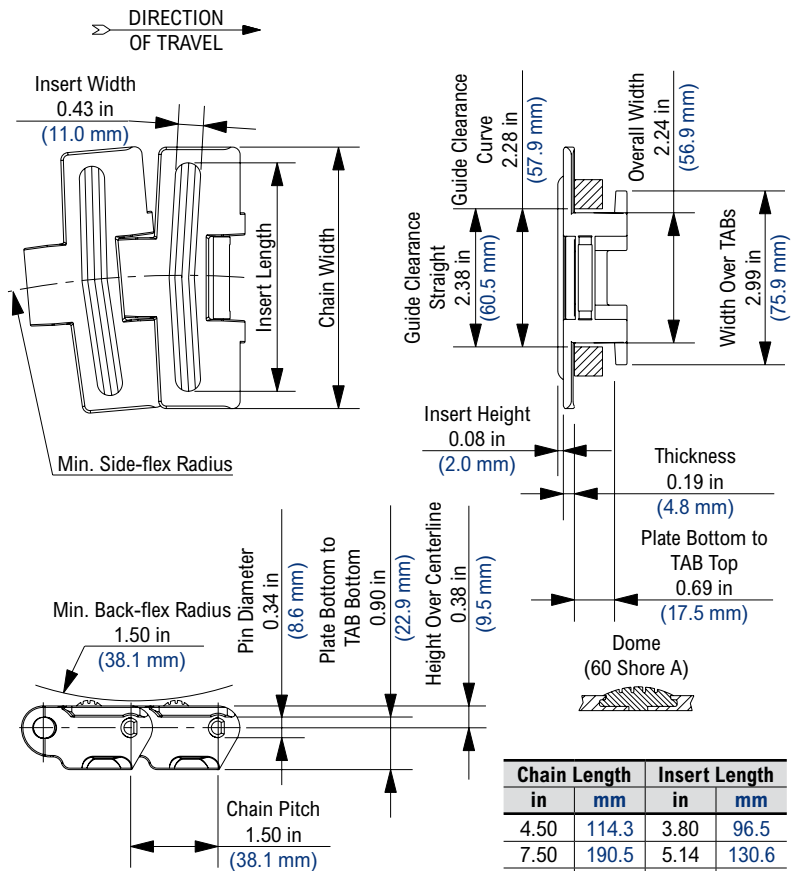 DIRECTION
OF TRAVEL
Insert Width
0.43 in
(11.0 mm)
Insert Length
Chain Width
Min. Side-flex Radius
Guide Clearance
Curve
2.28 in
(57.9 mm)
Overall Width
2.24 in
(56.9 mm)
Guide Clearance
Straight
2.38 in
(60.5 mm)
Width Over TABs
2.99 in
(75.9 mm)
Insert Height
0.08 in
(2.0 mm)
Thickness
0.19 in
(4.8 mm)
Plate Bottom to
TAB Top
0.69 in
(17.5 mm)
Min. Back-flex Radius
1.50 in
(38.1 mm)
Pin Diameter
0.34 in
(8.6 mm)
Plate Bottom to
TAB Bottom
0.90 in
(22.9 mm)
Height Over Centerline
0.38 in
(9.5 mm)
Chain Pitch
1.50 in
(38.1 mm)
Dome
(60 Shore A)
Chain Length Insert Length
in mm in mm
4.50 114.3 3.80 96.5
7.50 190.5 5.14 130.6